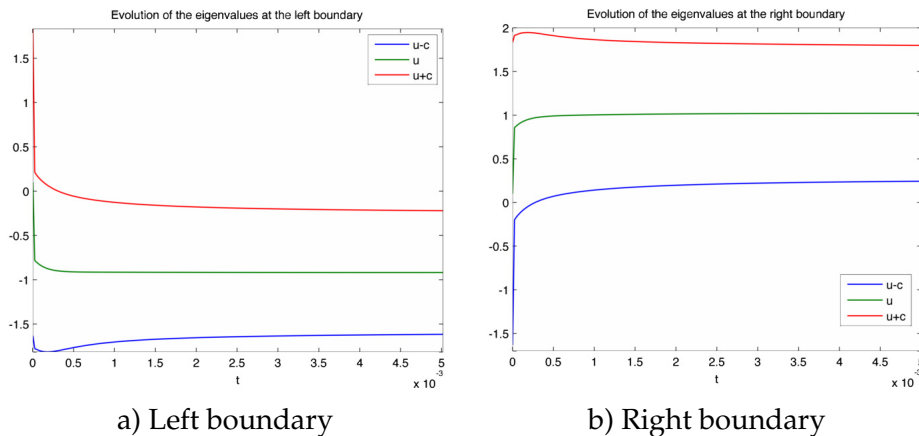 Evolution of the eigenvalues at the left boundary
1.5
1
0.5
0
-0.5
-1
-1.5
0 0.5 1 1.5 2 2.5 3 3.5 4 4.5 5
t
x 10⁻³
u-c
u
u+c
a) Left boundary
Evolution of the eigenvalues at the right boundary
2
1.5
1
0.5
0
-0.5
-1
-1.5
0 0.5 1 1.5 2 2.5 3 3.5 4 4.5 5
t
x 10⁻³
u-c
u
u+c
b) Right boundary